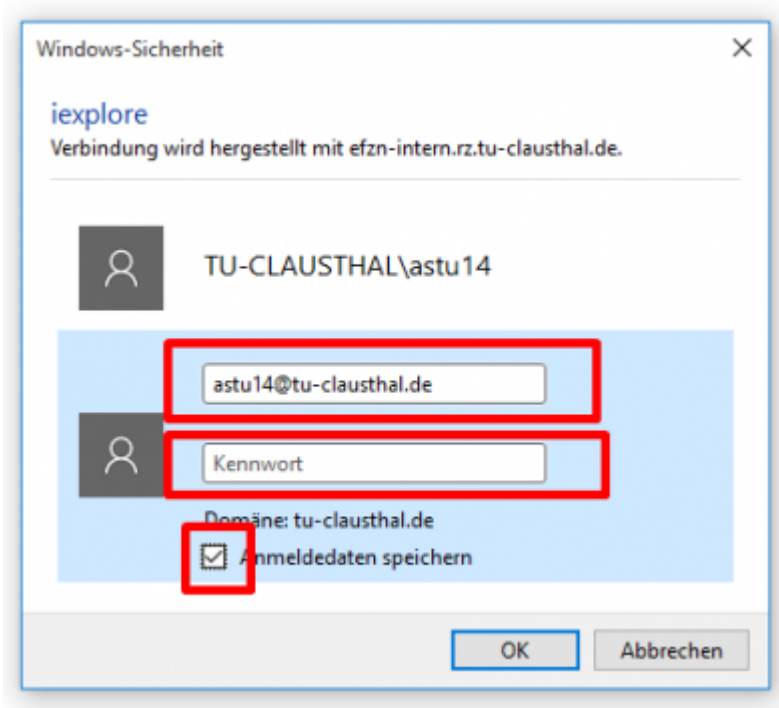 Windows-Sicherheit
iexplore
Verbindung wird hergestellt mit efzn-intern.rz.tu-clausthal.de.
TU-CLAUSTHAL\astu14
astu14@tu-clausthal.de
Kennwort
Domäne: tu-clausthal.de
Anmeldedaten speichern
OK Abbrechen